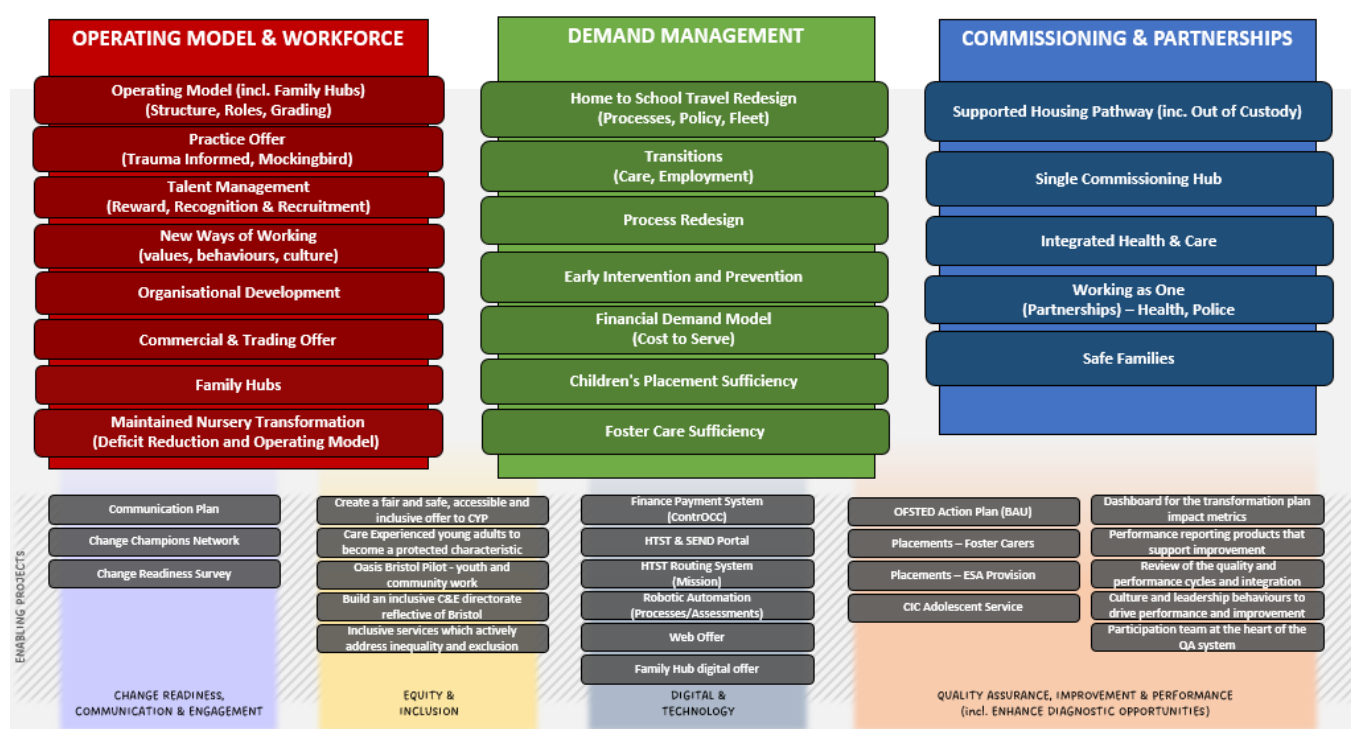 OPERATING MODEL & WORKFORCE
Operating Model (incl. Family Hubs)
(Structure, Roles, Grading)
Practice Offer
(Trauma Informed, Mockingbird)
Talent Management
(Reward, Recognition & Recruitment)
New Ways of Working
(values, behaviours, culture)
Organisational Development
Commercial & Trading Offer
Family Hubs
Maintained Nursery Transformation
(Deficit Reduction and Operating Model)
DEMAND MANAGEMENT
Home to School Travel Redesign
(Processes, Policy, Fleet)
Transitions
(Care, Employment)
Process Redesign
Early Intervention and Prevention
Financial Demand Model
(Cost to Serve)
Children's Placement Sufficiency
Foster Care Sufficiency
COMMISSIONING & PARTNERSHIPS
Supported Housing Pathway (inc. Out of Custody)
Single Commissioning Hub
Integrated Health & Care
Working as One
(Partnerships) – Health, Police
Safe Families
ENABLING PROJECTS
Communication Plan
Change Champions Network
Change Readiness Survey
CHANGE READINESS,
COMMUNICATION & ENGAGEMENT
Create a fair and safe, accessible and
inclusive offer to CYP
Care Experienced young adults to
become a protected characteristic
Oasis Bristol Pilot - youth and
community work
Build an inclusive C&E directorate
reflective of Bristol
Inclusive services which actively
address inequality and exclusion
EQUITY &
INCLUSION
Finance Payment System
(ContrOCC)
HTST & SEND Portal
HTST Routing System
(Mission)
Robotic Automation
(Processes/Assessments)
Web Offer
Family Hub digital offer
DIGITAL &
TECHNOLOGY
OFSTED Action Plan (BAU)
Placements – Foster Carers
Placements – ESA Provision
CIC Adolescent Service
Dashboard for the transformation plan
impact metrics
Performance reporting products that
support improvement
Review of the quality and
performance cycles and integration
Culture and leadership behaviours to
drive performance and improvement
Participation team at the heart of the
QA system
QUALITY ASSURANCE, IMPROVEMENT & PERFORMANCE
(incl. ENHANCE DIAGNOSTIC OPPORTUNITIES)